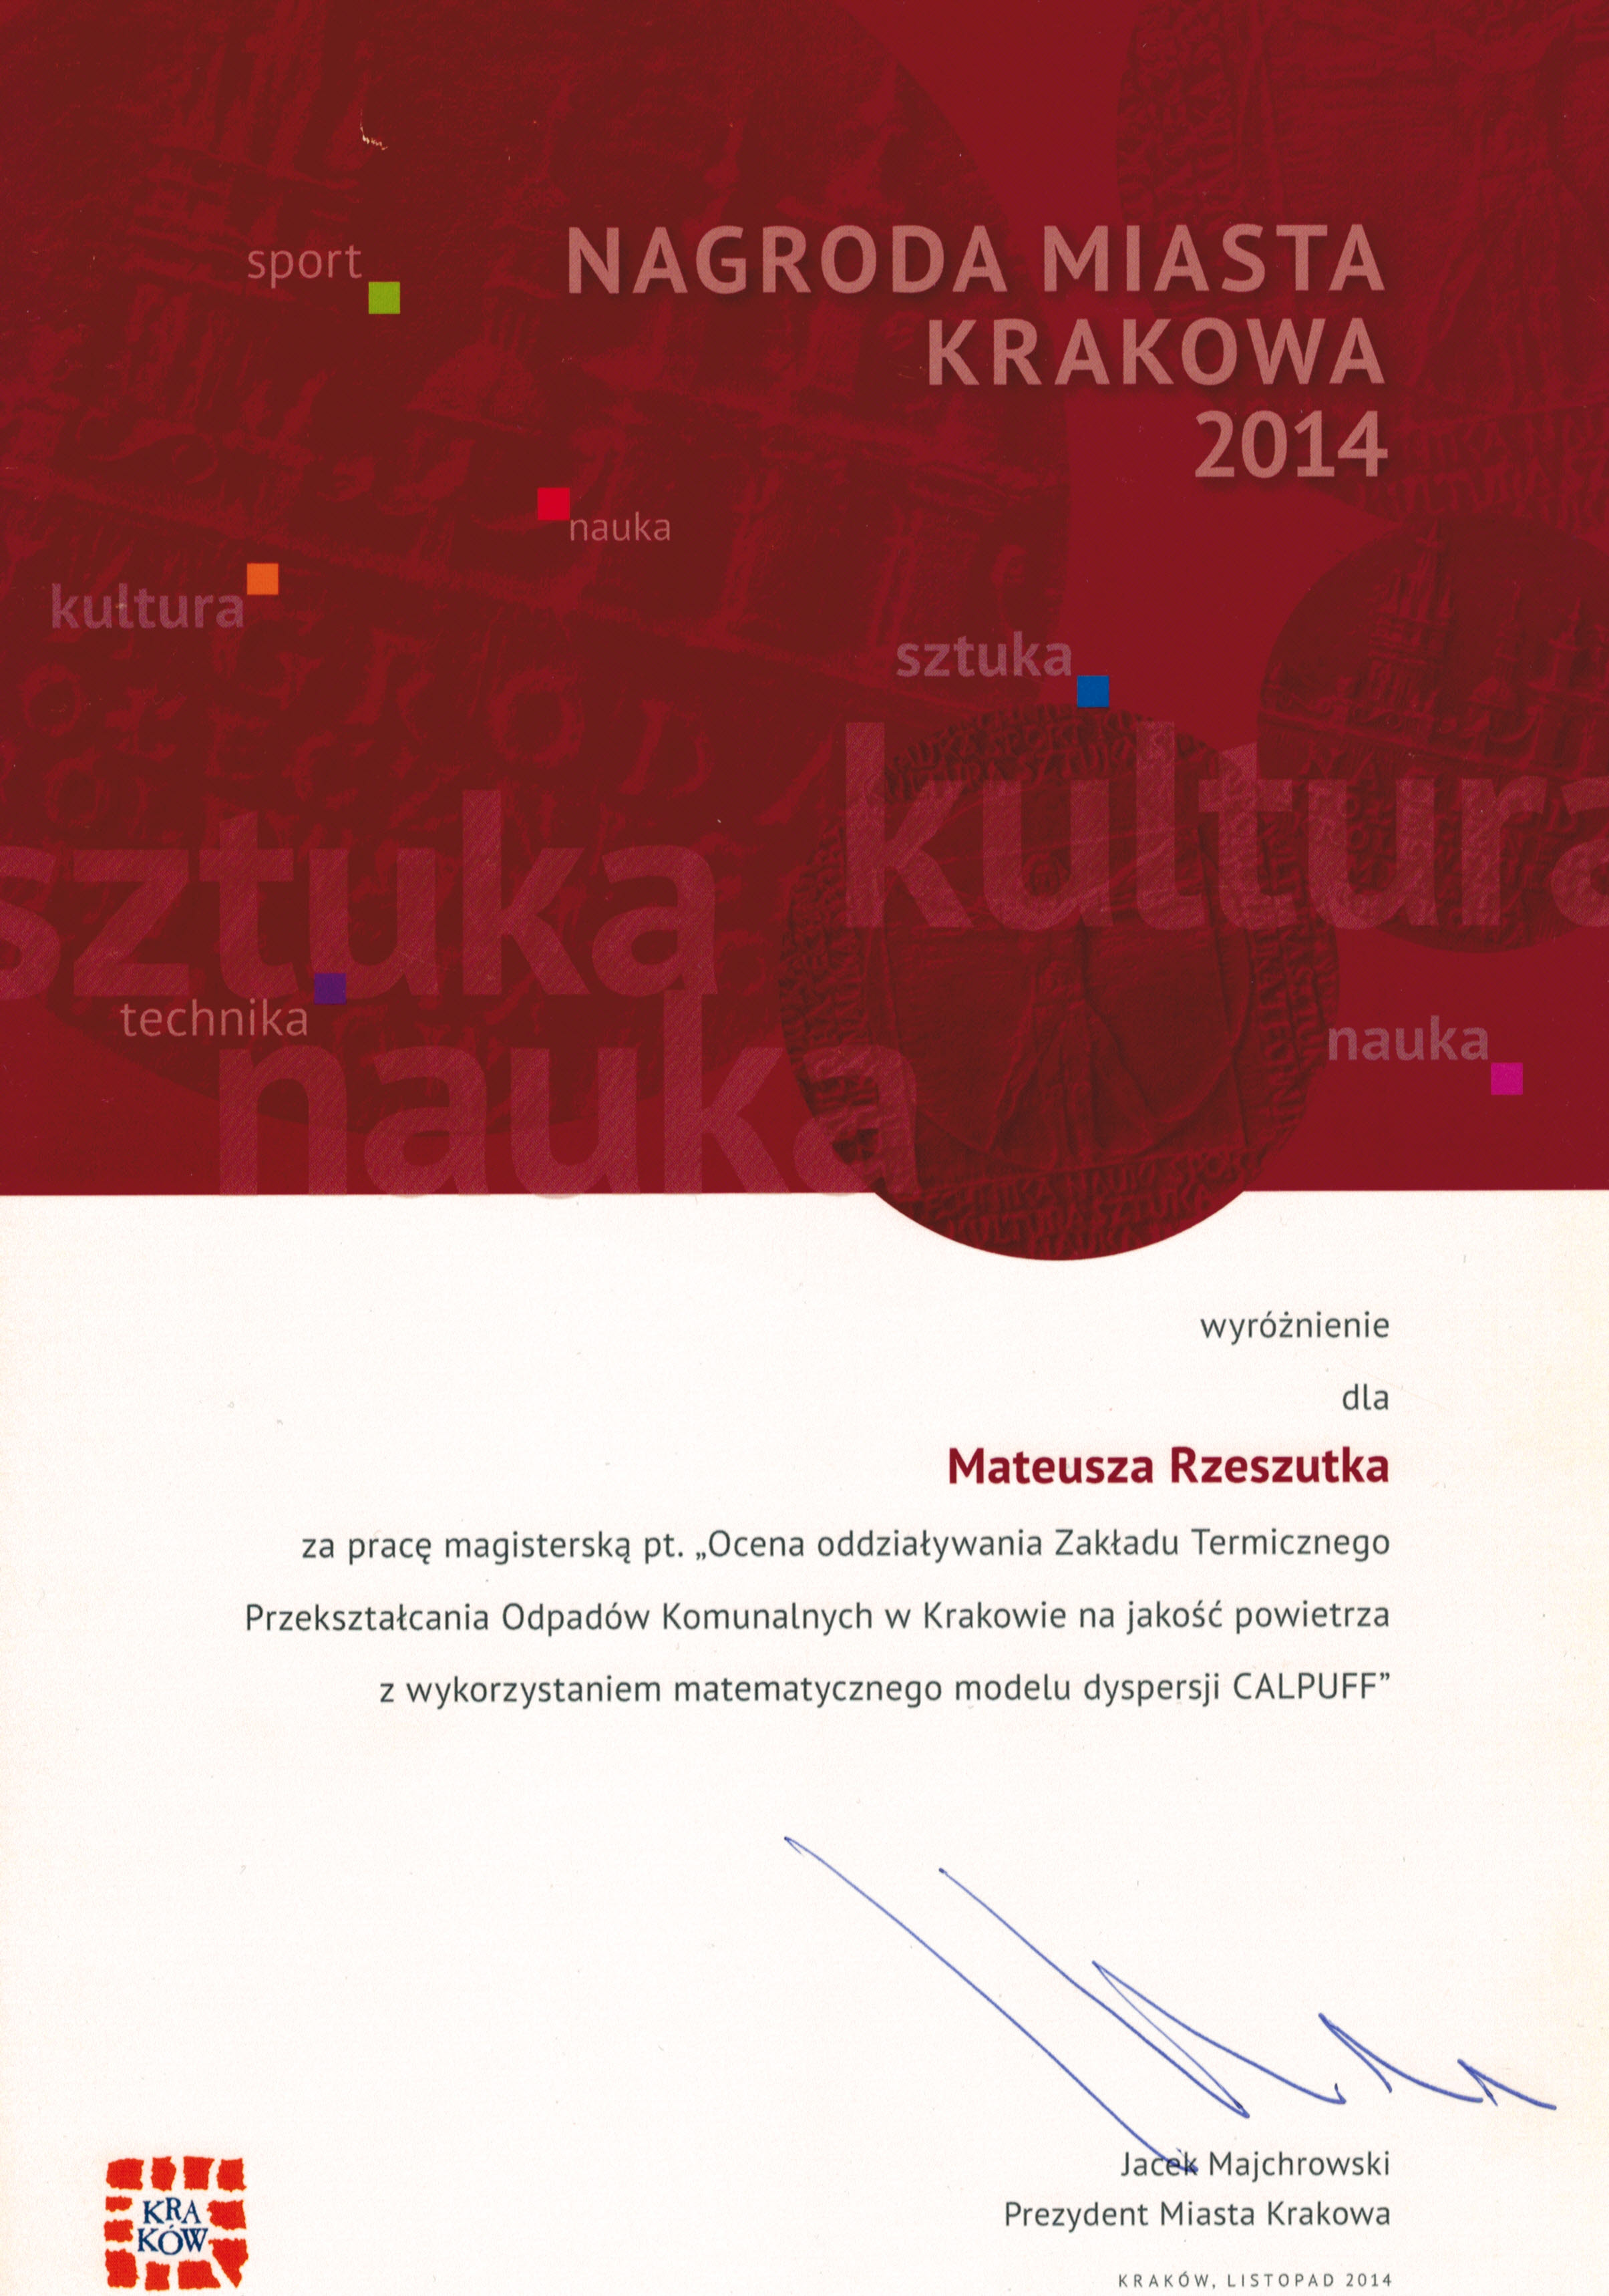 NAGRODA MIASTA
KRAKOWA
2014
sport
nauka
kultura
sztuka
kultura
sztuka
technika
nauka
nauka
wyróżnienie
dla
Mateusza Rzeszutka
za pracę magisterską pt. „Ocena oddziaływania Zakładu Termicznego
Przekształcania Odpadów Komunalnych w Krakowie na jakość powietrza
z wykorzystaniem matematycznego modelu dyspersji CALPUFF”
Jacek Majchrowski
Prezydent Miasta Krakowa
KRAKÓW, LISTOPAD 2014
KRA
KÓW